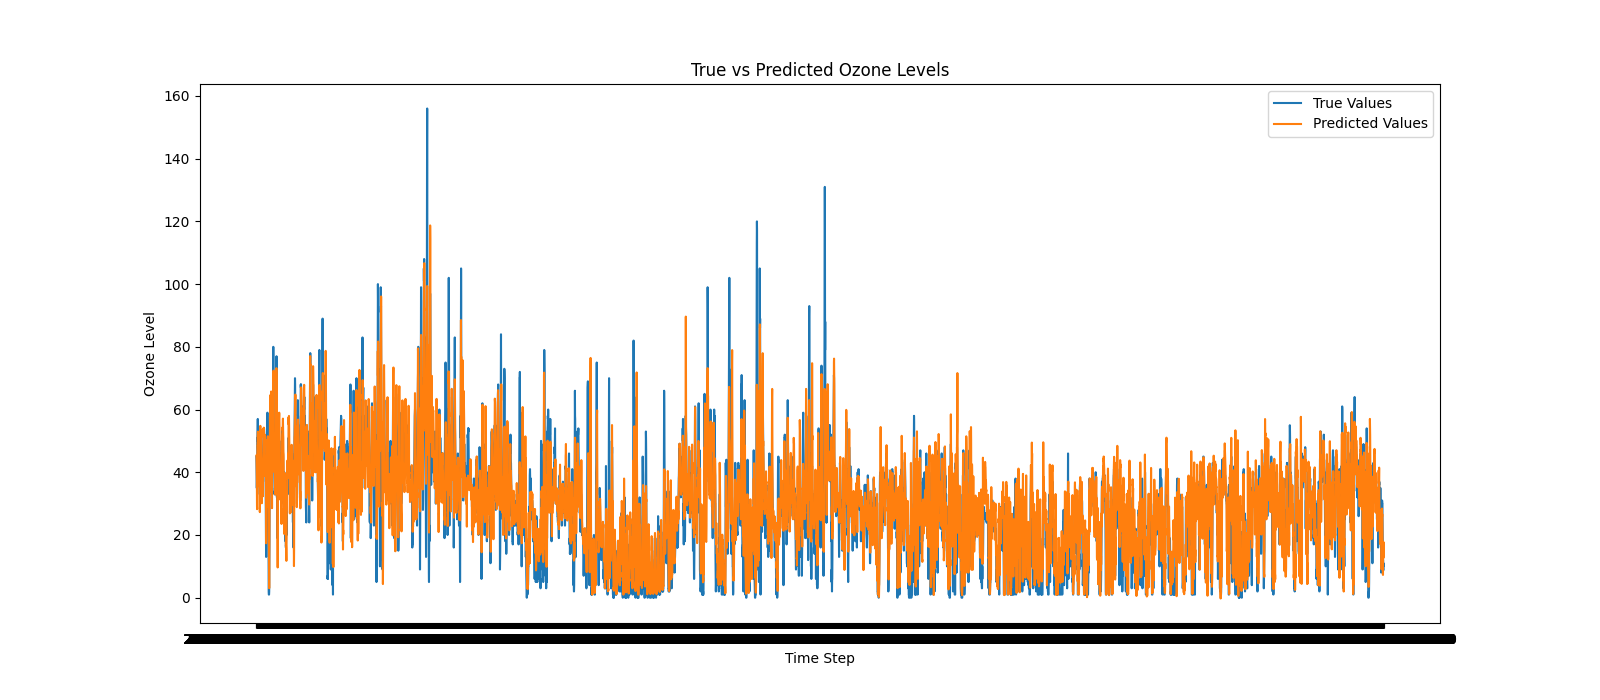 True vs Predicted Ozone Levels
True Values
Predicted Values
160
140
120
100
80
60
40
20
0
Ozone Level
Time Step